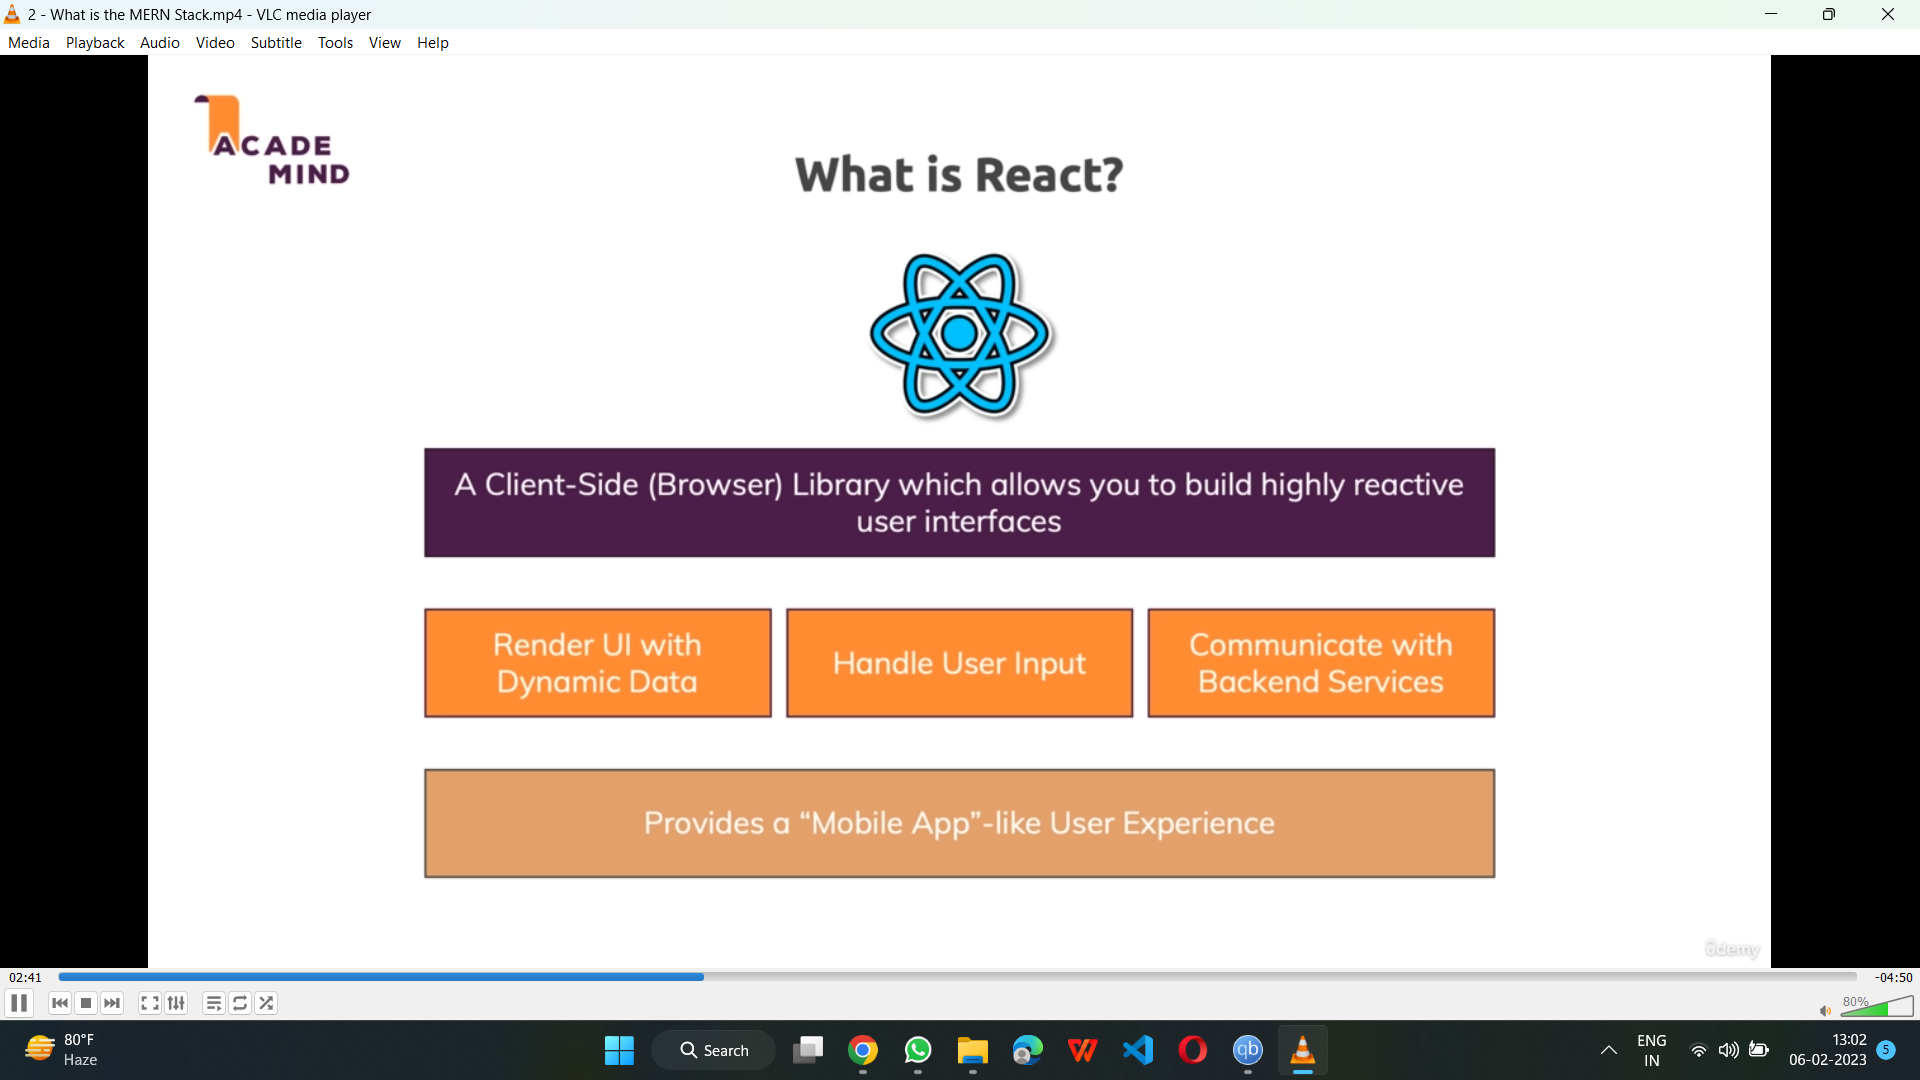 2 - What is the MERN Stack.mp4 - VLC media player
Media Playback Audio Video Subtitle Tools View Help
ACADE
MIND
What is React?
A Client-Side (Browser) Library which allows you to build highly reactive
user interfaces
Render UI with
Dynamic Data
Handle User Input
Communicate with
Backend Services
Provides a “Mobile App”-like User Experience
ûdemy
02:41
-04:50
80%
80°F
Haze
Search
qb
ENG
IN
13:02
06-02-2023
5